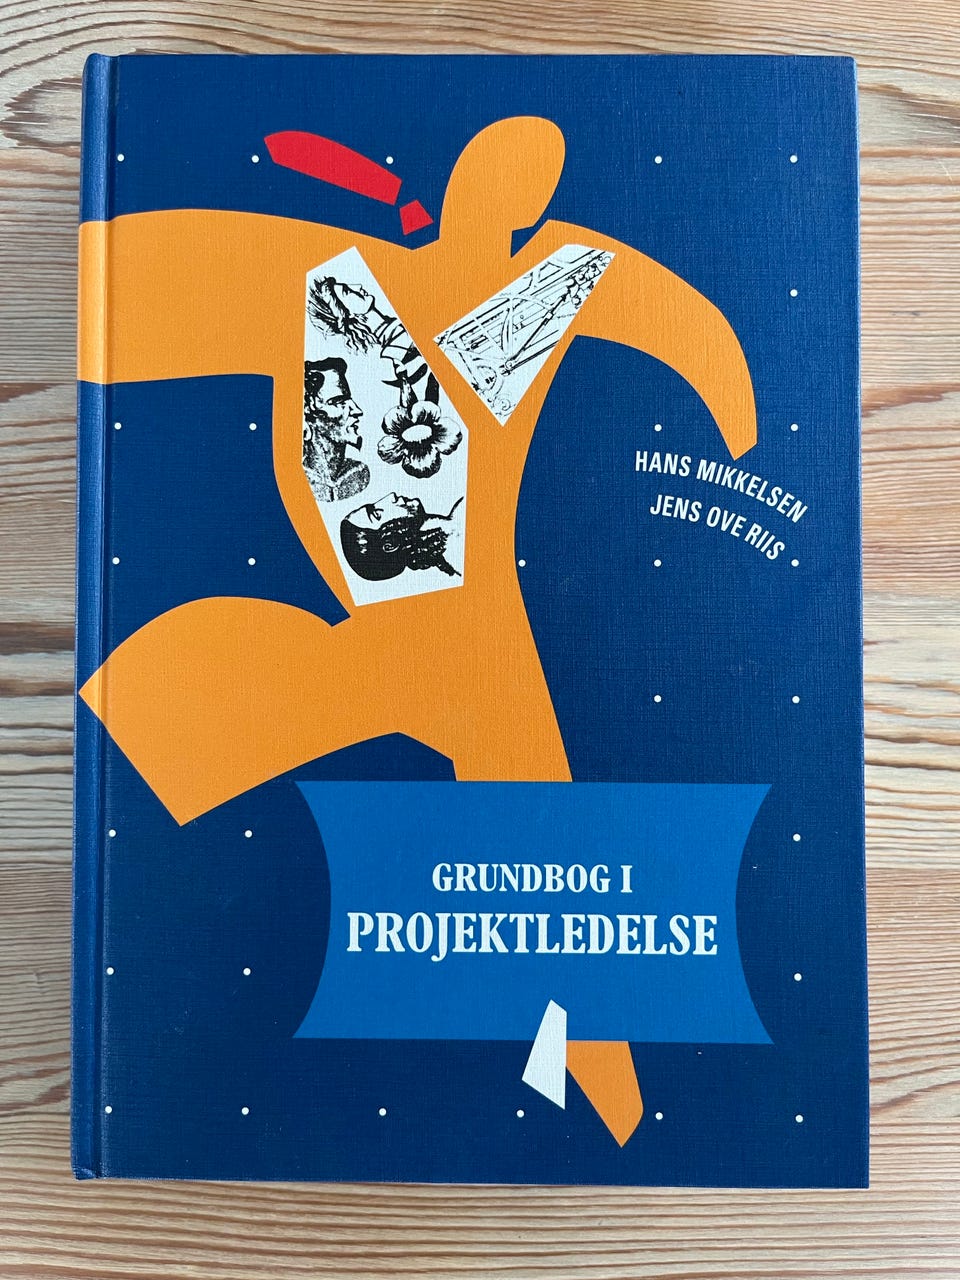 HANS MIKKELSEN
JENS OVE RIIS
GRUNDBOG I
PROJEKTLEDELSE